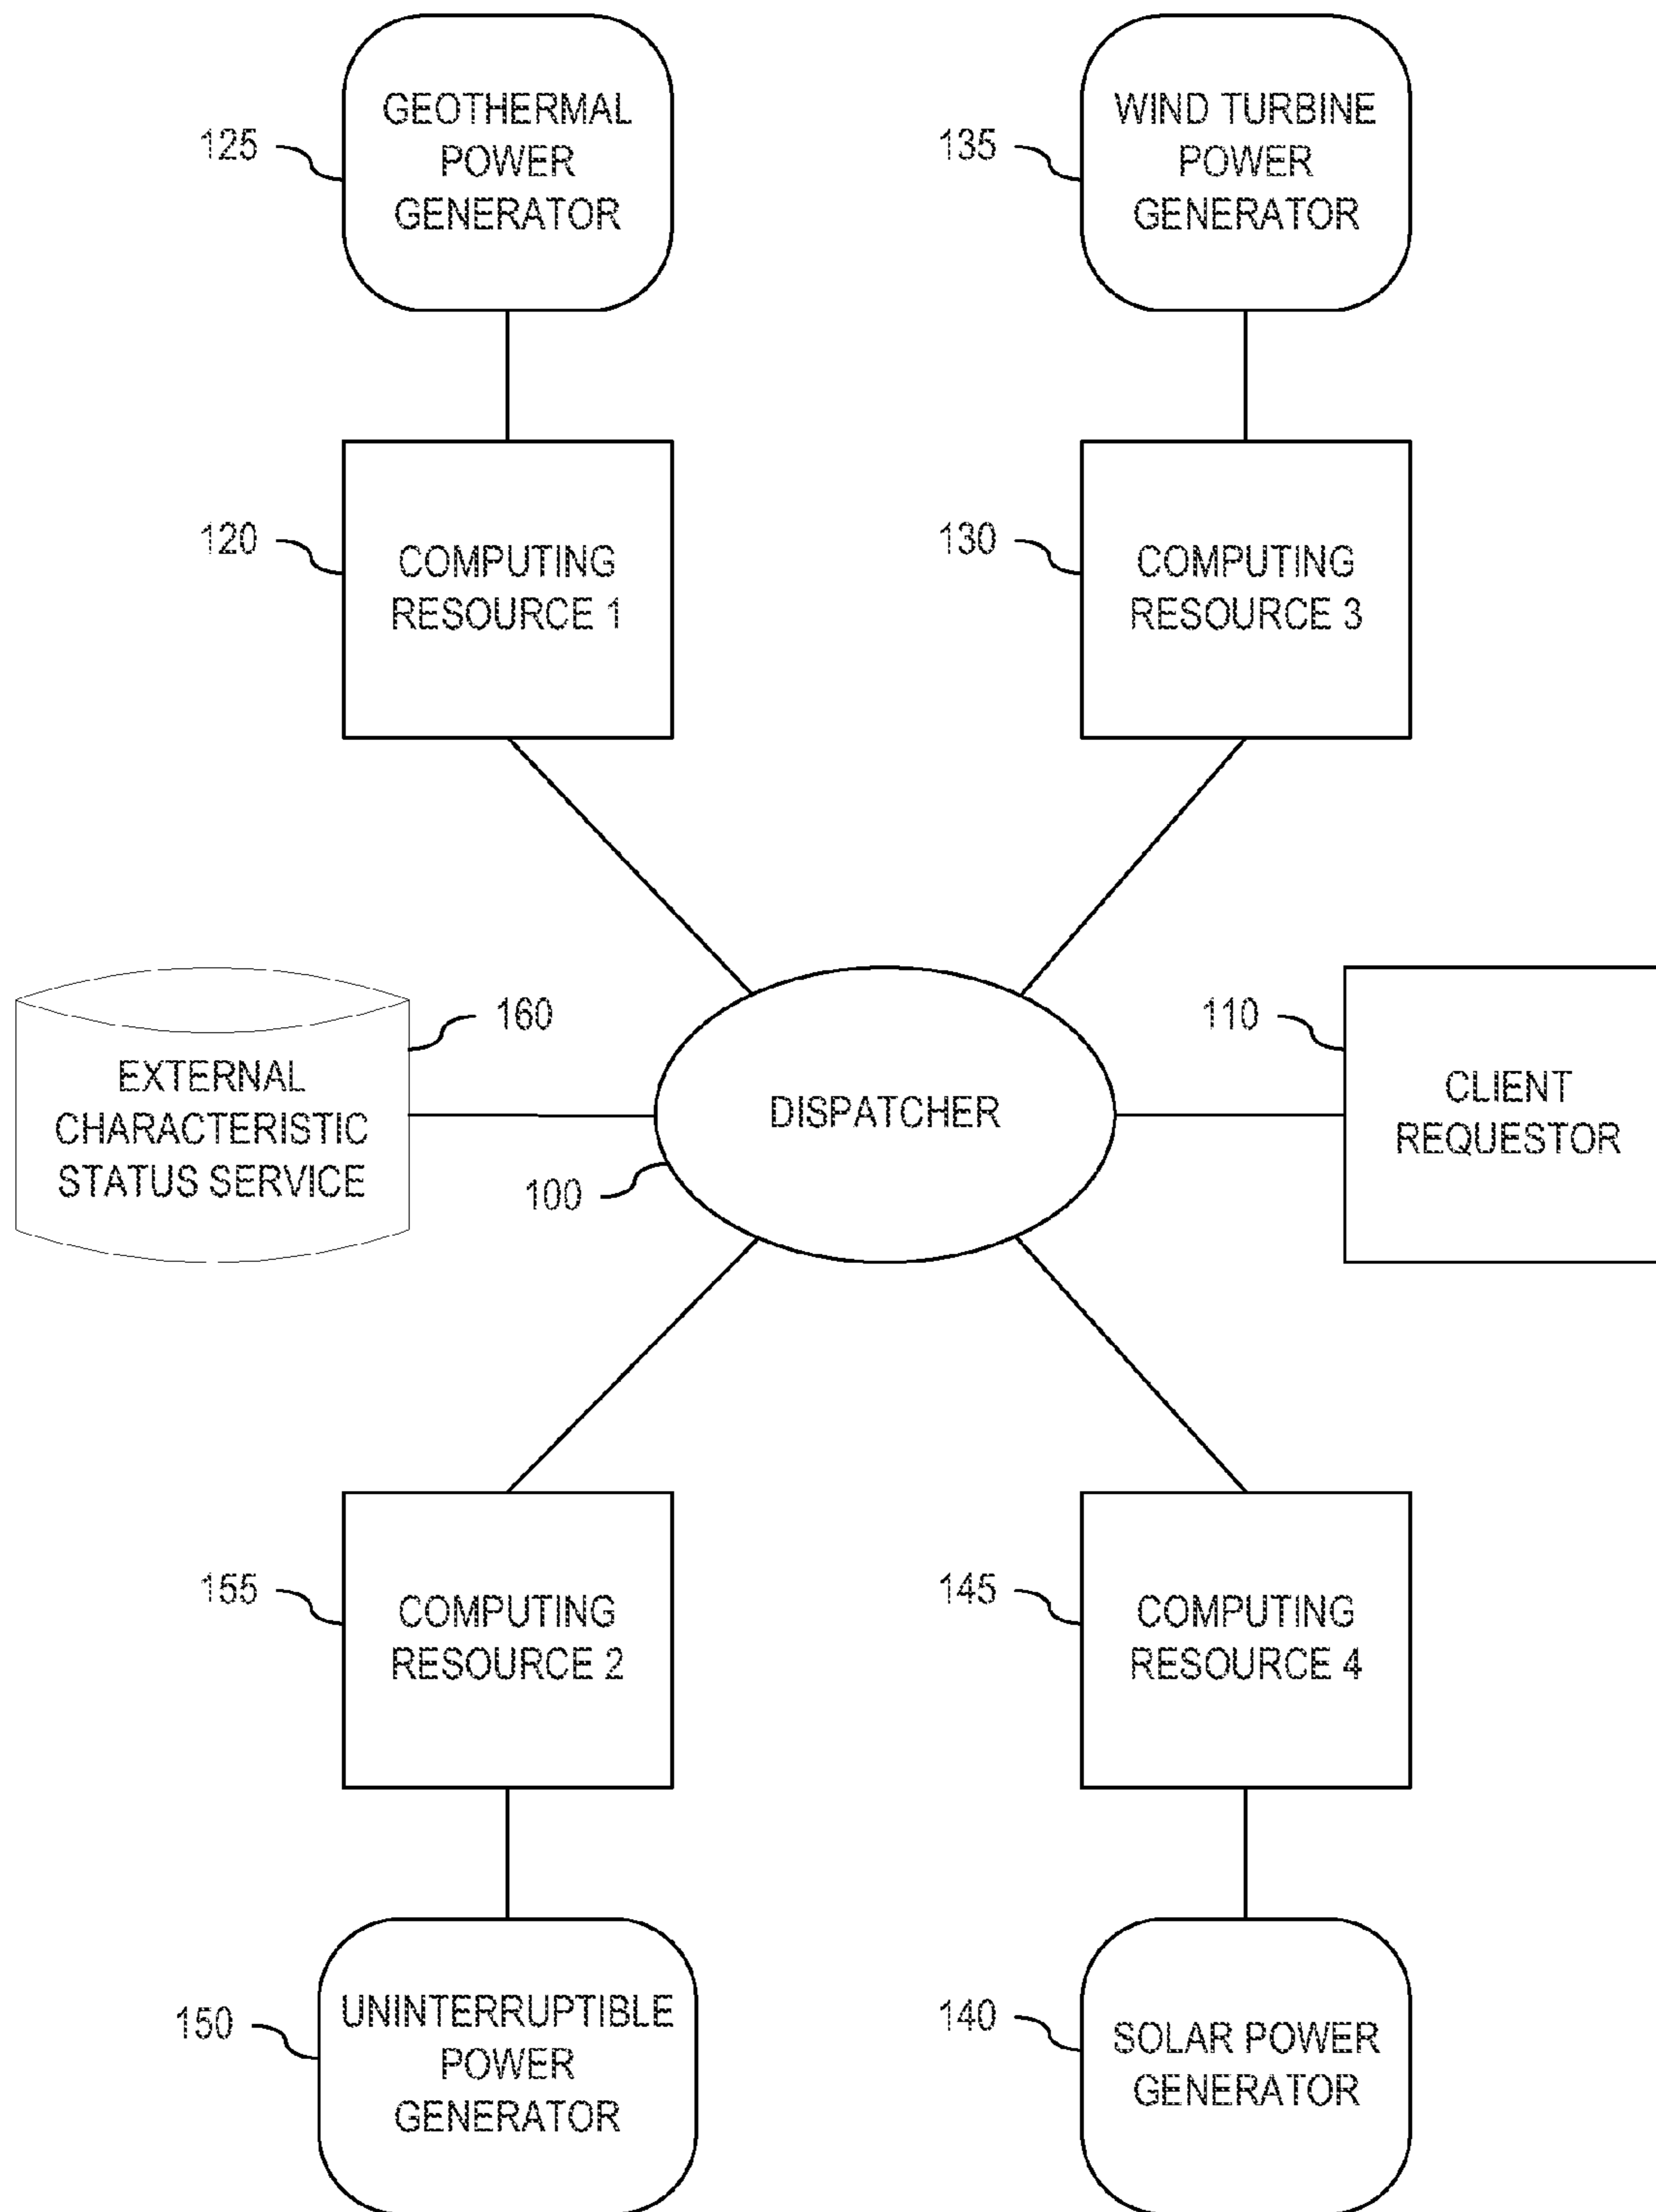 GEOTHERMAL
POWER
GENERATOR
125
WIND TURBINE
POWER
GENERATOR
135
120
COMPUTING
RESOURCE 1
130
COMPUTING
RESOURCE 3
EXTERNAL
CHARACTERISTIC
STATUS SERVICE
160
DISPATCHER
100
110
CLIENT
REQUESTOR
155
COMPUTING
RESOURCE 2
145
COMPUTING
RESOURCE 4
150
UNINTERRUPTIBLE
POWER
GENERATOR
140
SOLAR POWER
GENERATOR